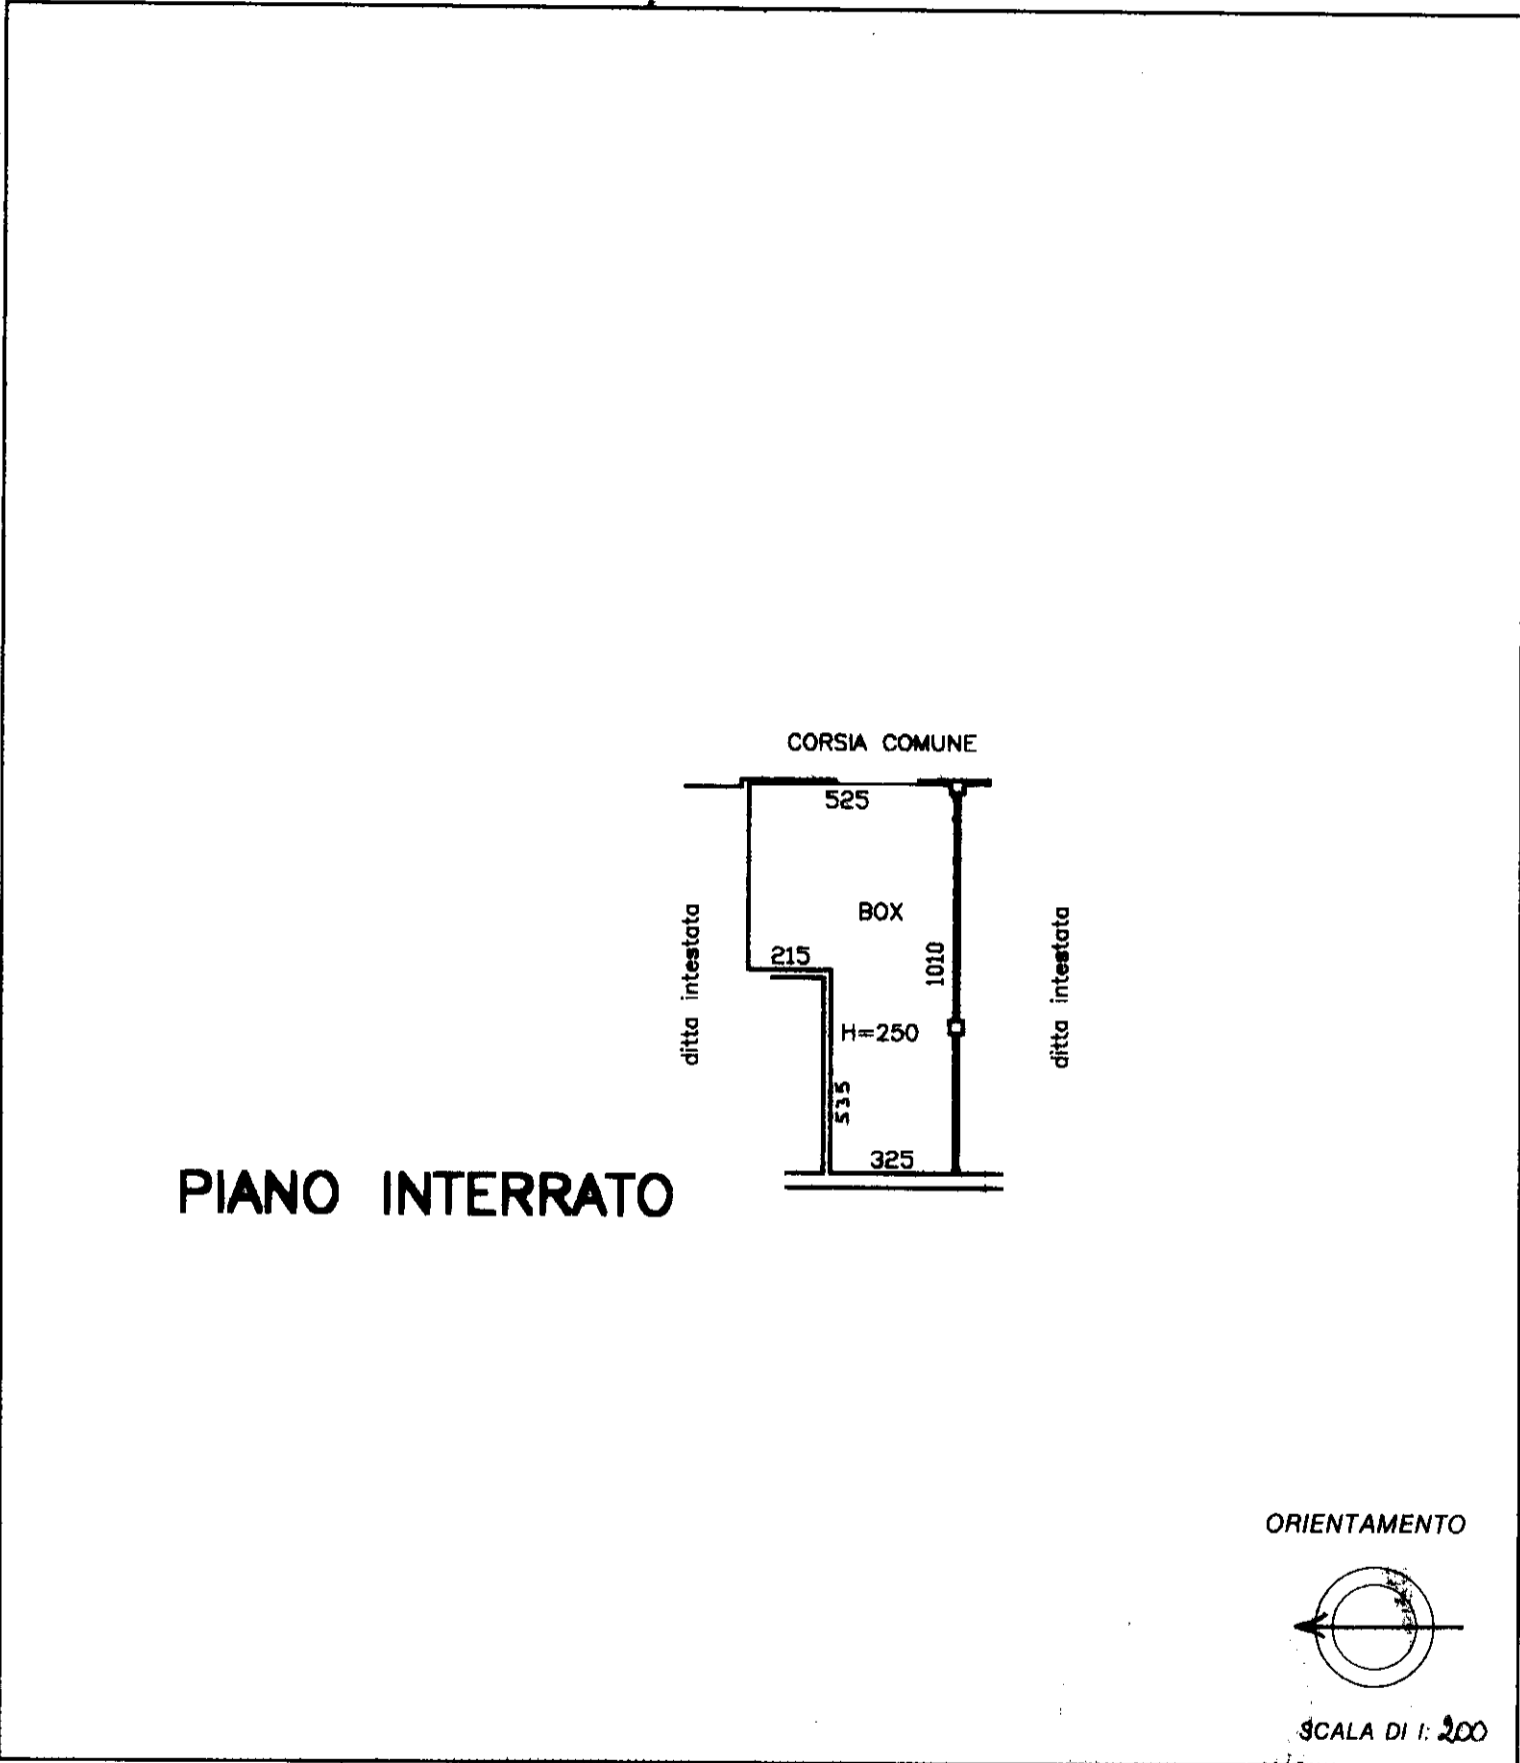 CORSIA COMUNE
525
BOX
ditta intestata
215
1010
ditta intestata
H=250
535
325
PIANO INTERRATO
ORIENTAMENTO
SCALA DI 1: 200